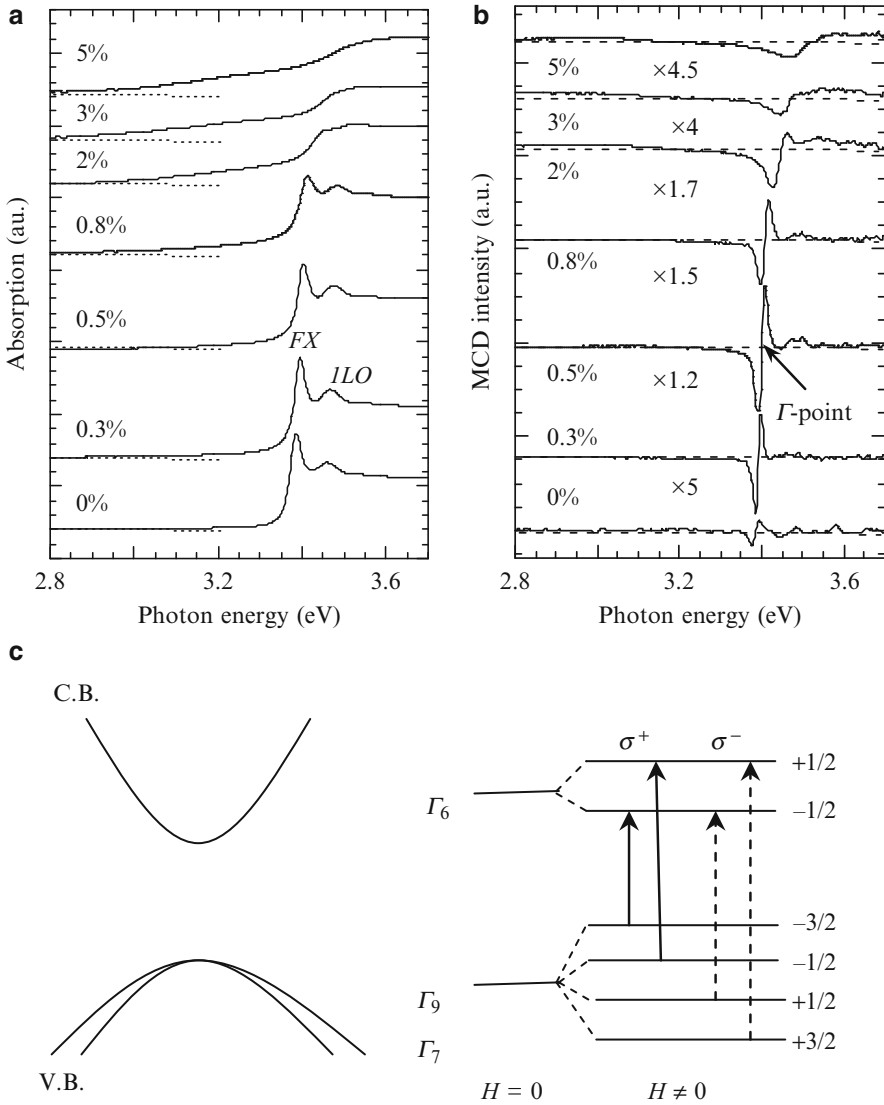 a
5%
3%
2%
0.8%
0.5%
FX
1LO
0.3%
0%
2.8 3.2 3.6
Photon energy (eV)
Absorption (au.)
b
5% ×4.5
3% ×4
2% ×1.7
0.8% ×1.5
0.5% ×1.2
Γ-point
0.3% ×5
0%
2.8 3.2 3.6
Photon energy (eV)
MCD intensity (a.u.)
c
C.B.
Γ9
Γ7
V.B.
σ+ σ−
Γ6
+1/2
−1/2
−3/2
−1/2
+1/2
+3/2
H = 0 H ≠ 0